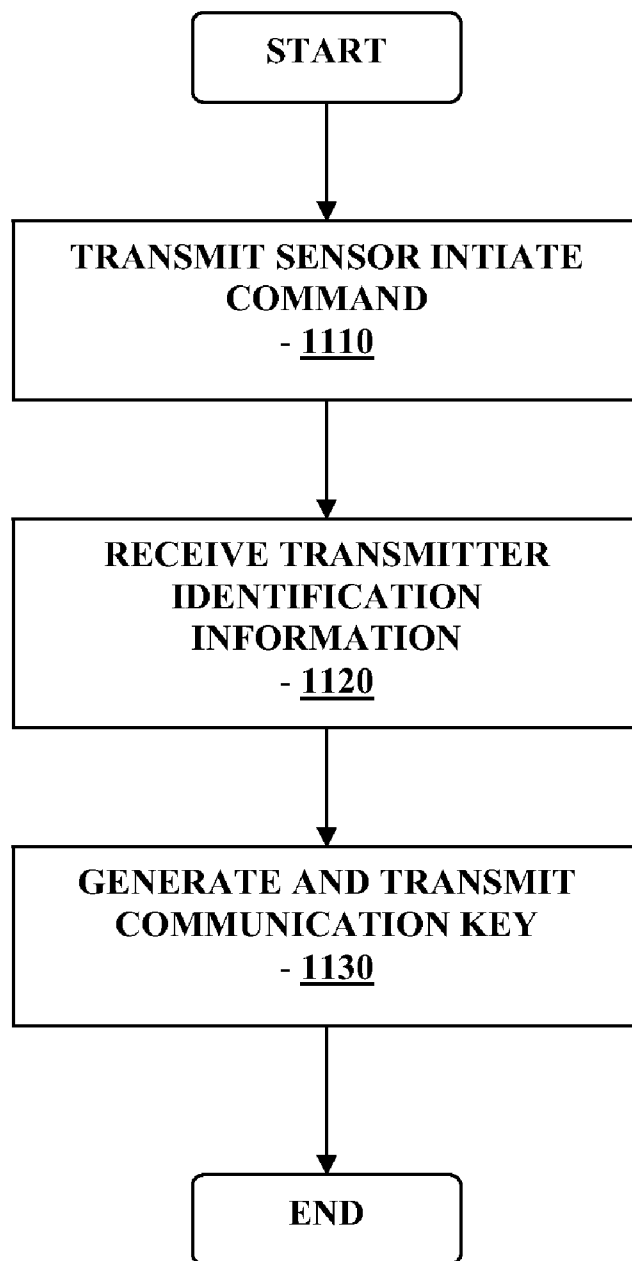 START
TRANSMIT SENSOR INTIATE
COMMAND
- 1110
RECEIVE TRANSMITTER
IDENTIFICATION
INFORMATION
- 1120
GENERATE AND TRANSMIT
COMMUNICATION KEY
- 1130
END